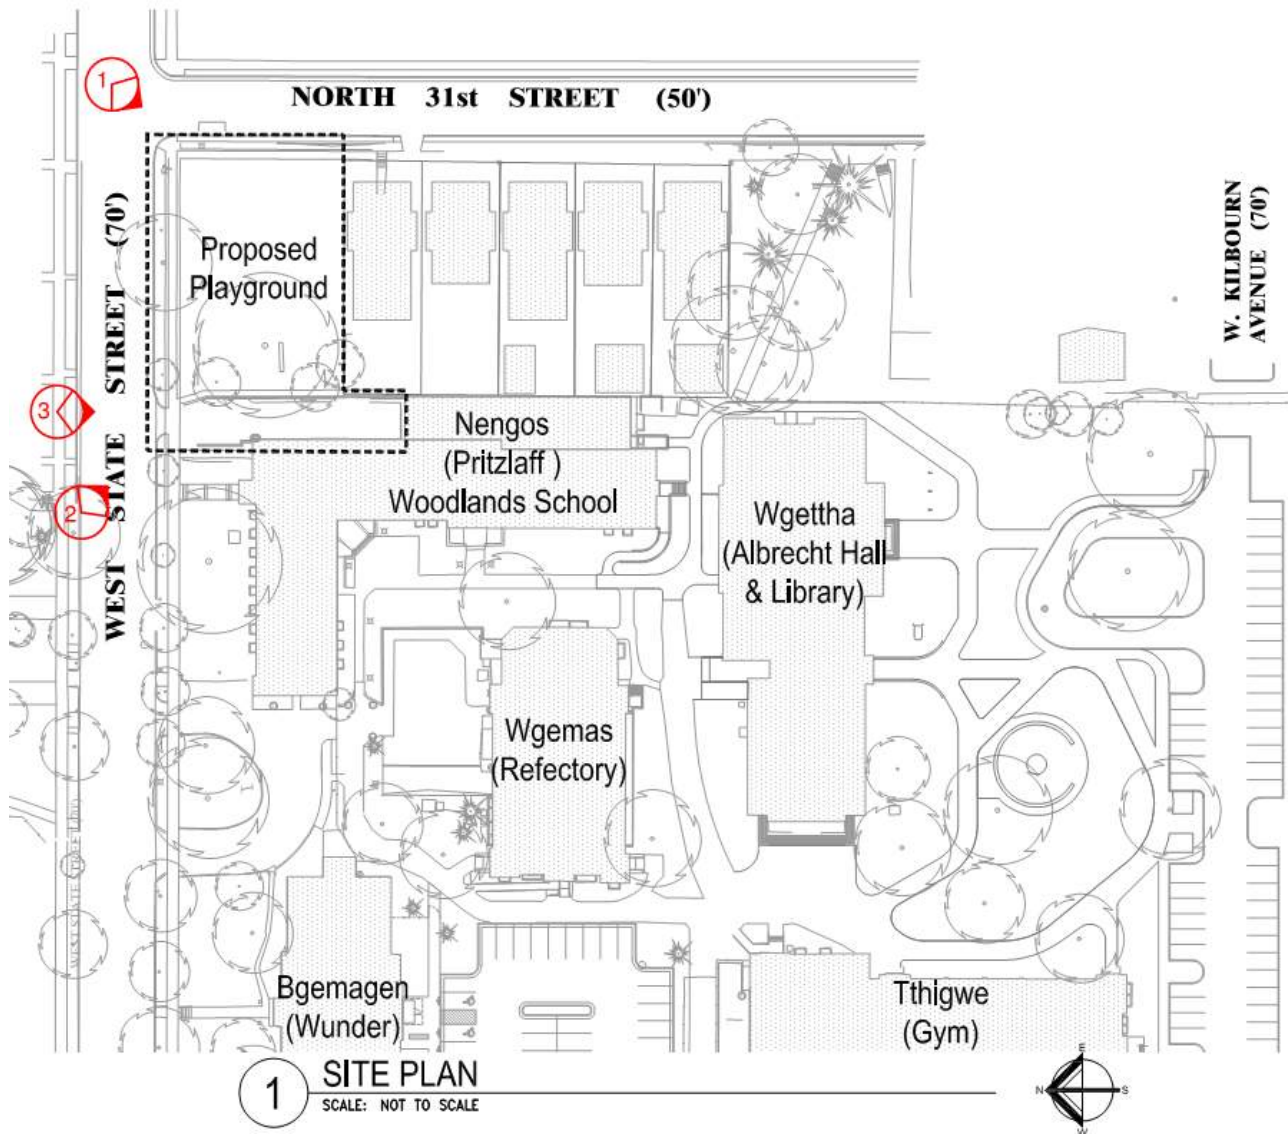 1
NORTH 31st STREET (50')
WEST STATE STREET (70')
W. KILBOURN
AVENUE (70')
Proposed
Playground
3
2
Nengos
(Pritzlaff )
Woodlands School
Wgettha
(Albrecht Hall
& Library)
Wgemas
(Refectory)
Bgemagen
(Wunder)
Tthigwe
(Gym)
1
SITE PLAN
SCALE: NOT TO SCALE
E
N
S
W